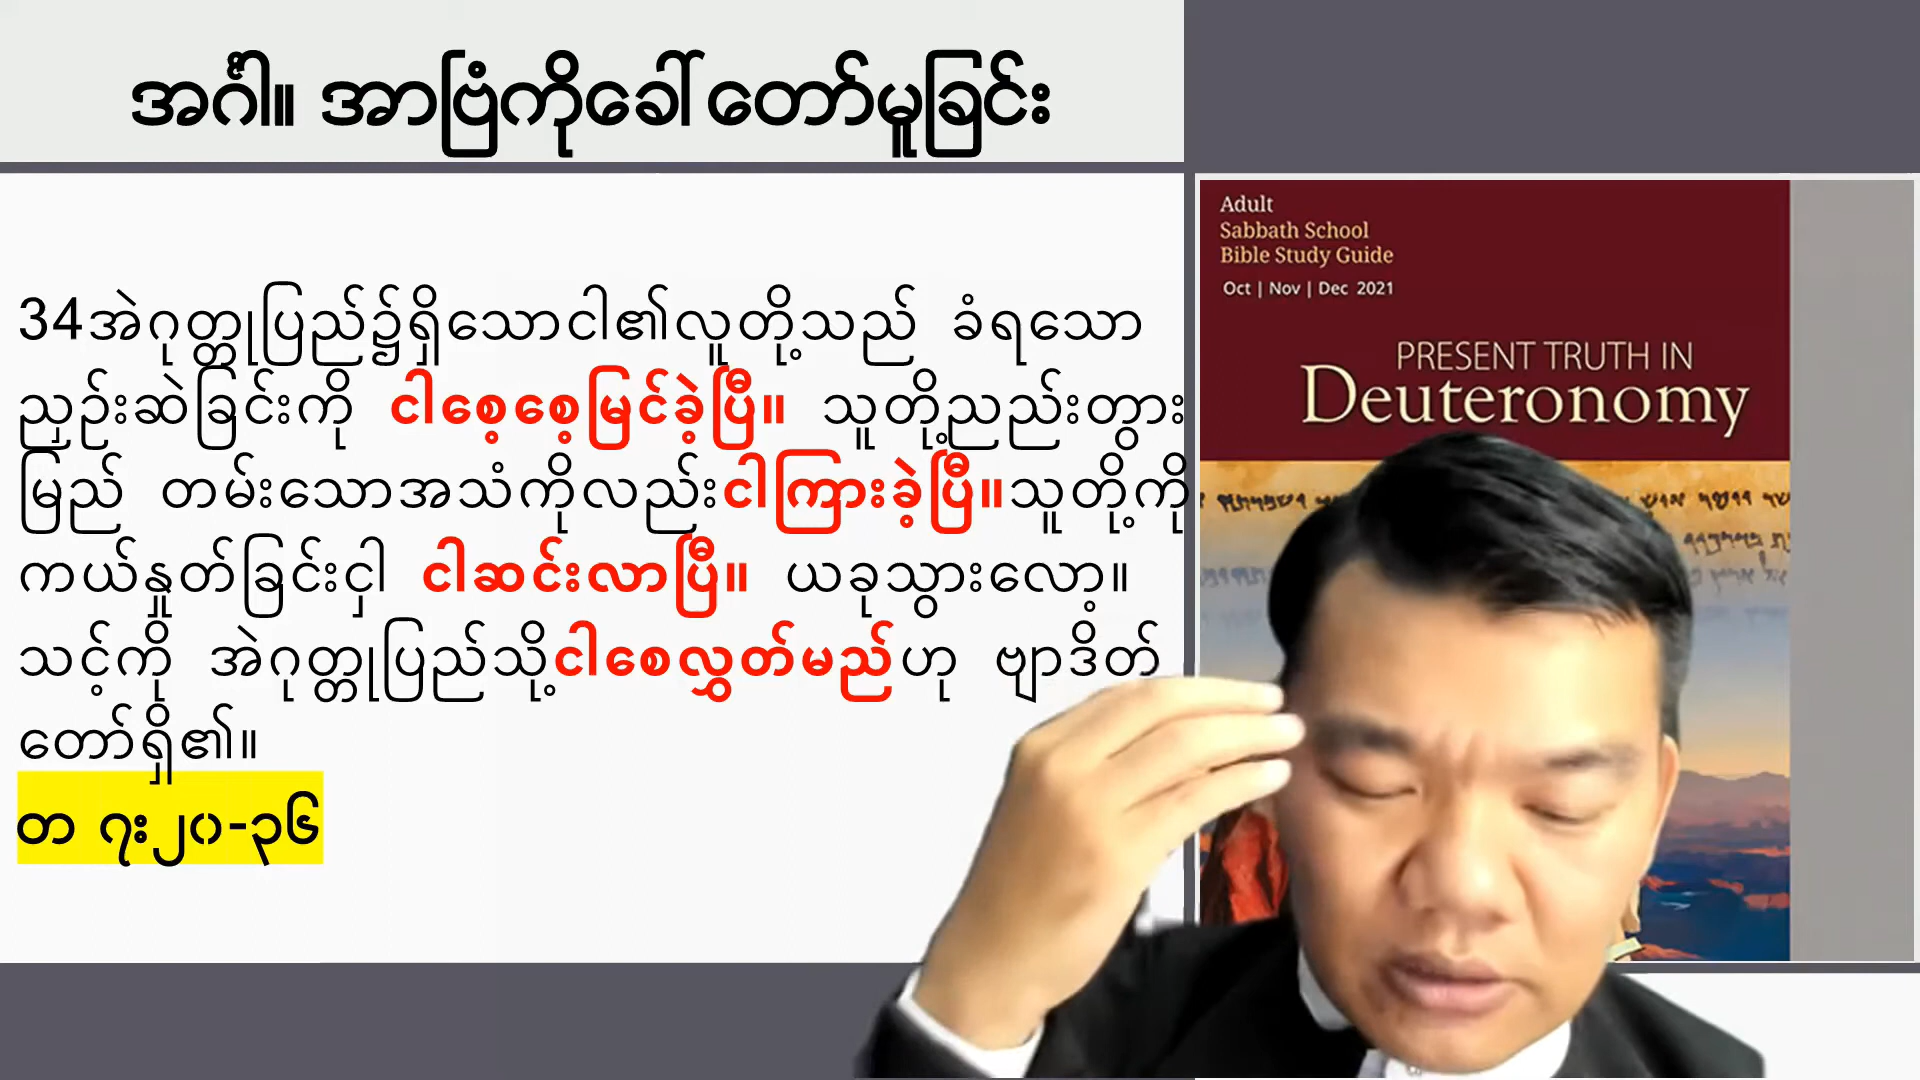 အင်္ဂါ။ အာဗြံကိုခေါ်တော်မူခြင်း
34အဲဂုတ္တုပြည်၌ရှိသောငါ၏လူတို့သည် ခံရသော
ညှဉ်းဆဲခြင်းကို ငါစေ့စေ့မြင်ခဲ့ပြီ။ သူတို့ညည်းတွား
မြည် တမ်းသောအသံကိုလည်းငါကြားခဲ့ပြီ။သူတို့ကို
ကယ်နှုတ်ခြင်းငှါ ငါဆင်းလာပြီ။ ယခုသွားလော့။
သင့်ကို အဲဂုတ္တုပြည်သို့ငါစေလွှတ်မည်ဟု ဗျာဒိတ်
တော်ရှိ၏။
တ ၇း၂၀-၃၆
Adult
Sabbath School
Bible Study Guide
Oct | Nov | Dec 2021
PRESENT TRUTH IN
Deuteronomy